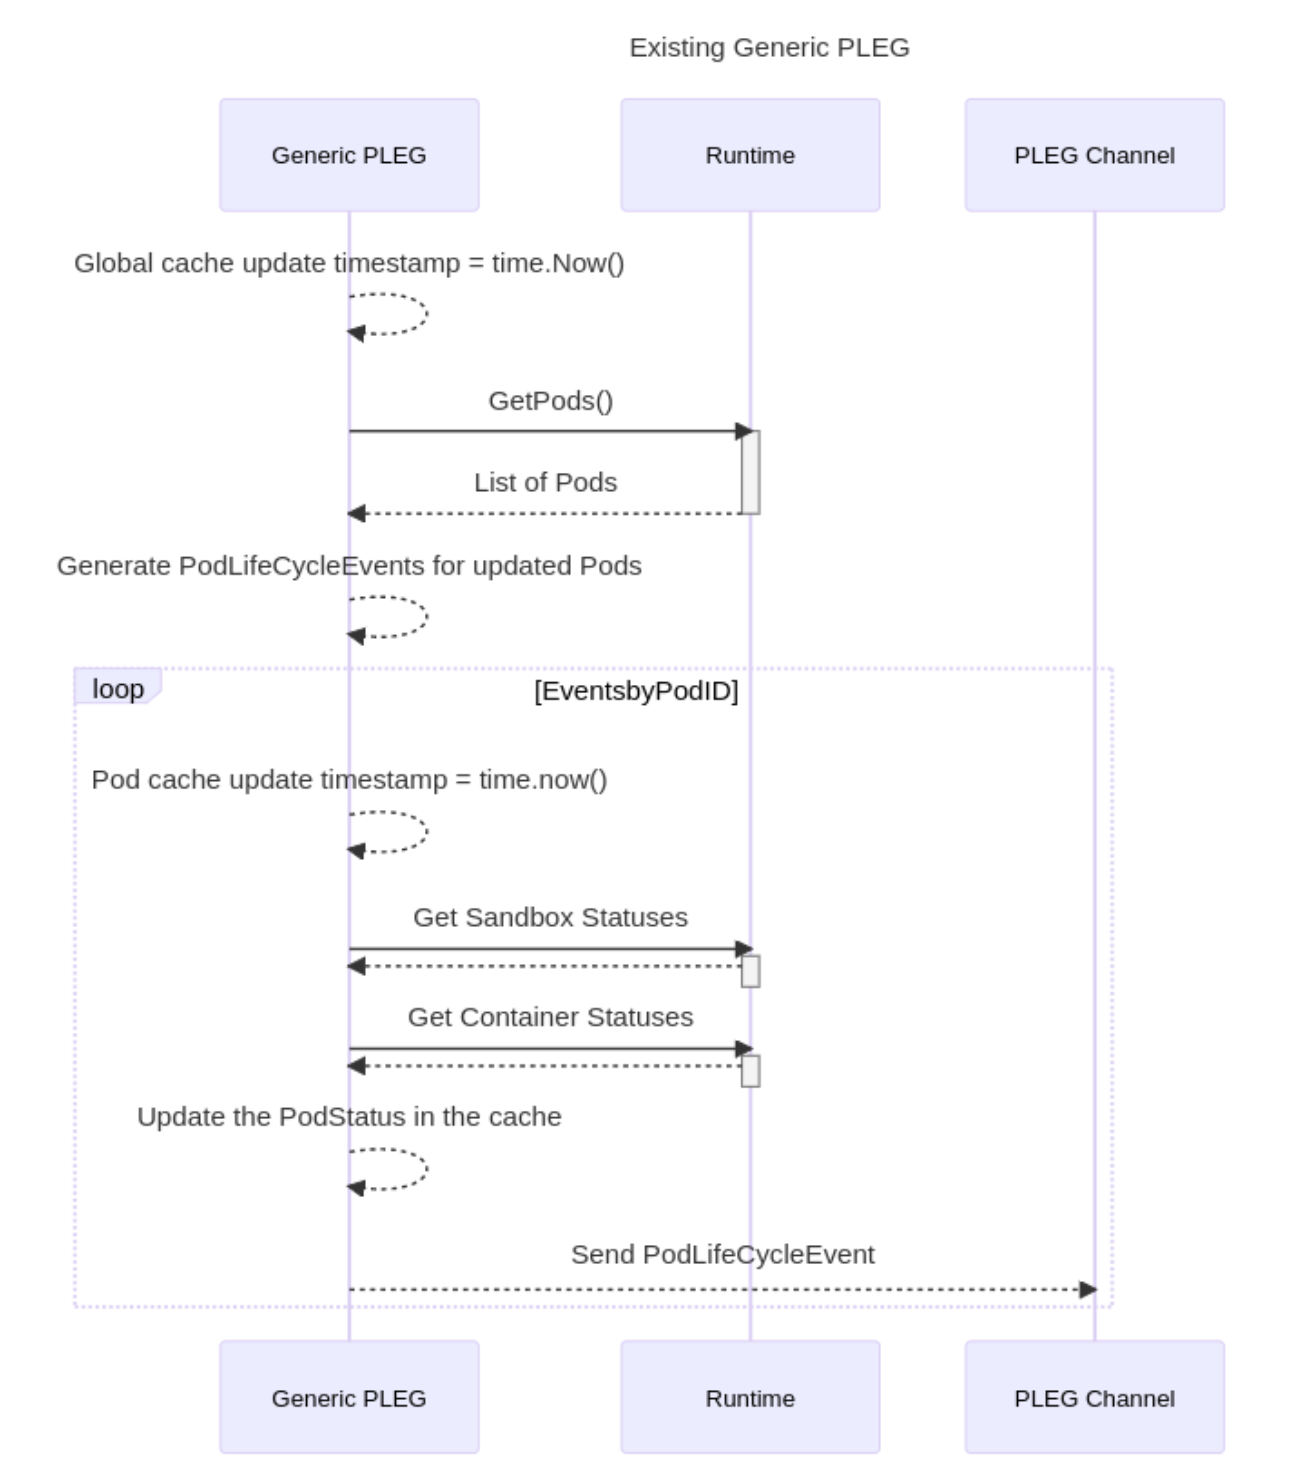 Existing Generic PLEG
Generic PLEG
Runtime
PLEG Channel
Global cache update timestamp = time.Now()
GetPods()
List of Pods
Generate PodLifeCycleEvents for updated Pods
loop
[EventsbyPodID]
Pod cache update timestamp = time.now()
Get Sandbox Statuses
Get Container Statuses
Update the PodStatus in the cache
Send PodLifeCycleEvent
Generic PLEG
Runtime
PLEG Channel